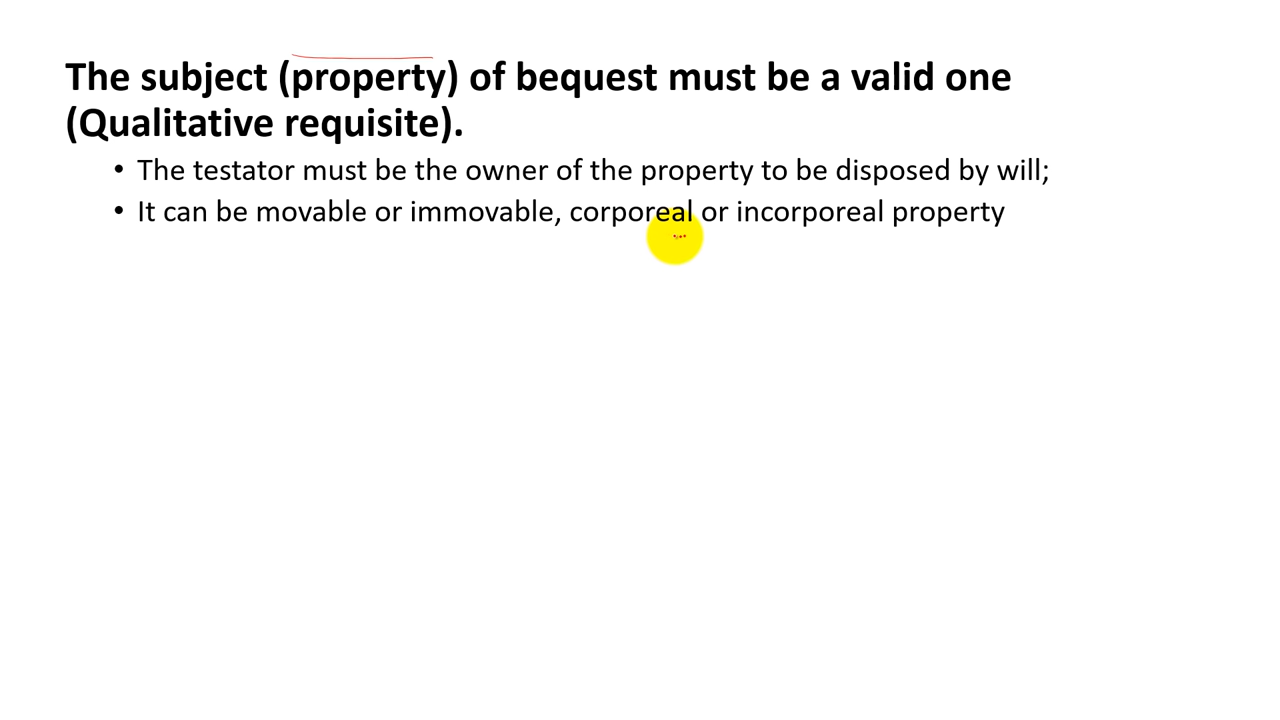 The subject (property) of bequest must be a valid one
(Qualitative requisite).
• The testator must be the owner of the property to be disposed by will;
• It can be movable or immovable, corporeal or incorporeal property